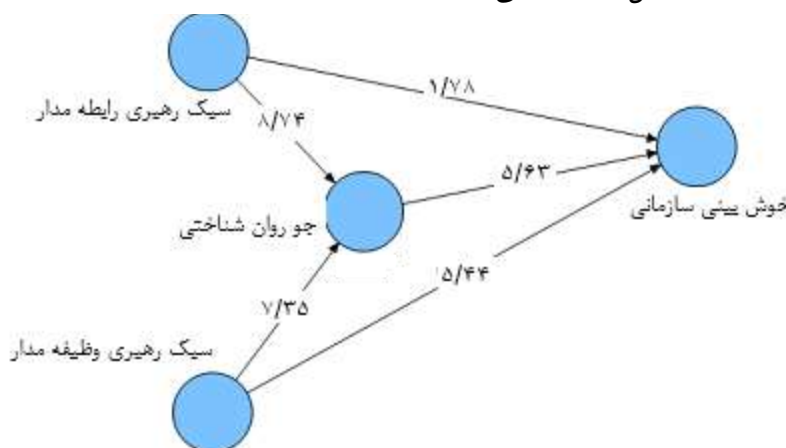 سبک رهبری رابطه مدار
۱/۷۸
۸/۷۴
۵/۶۳
خوش بینی سازمانی
جو روان شناختی
۵/۴۴
۷/۳۵
سبک رهبری وظیفه مدار